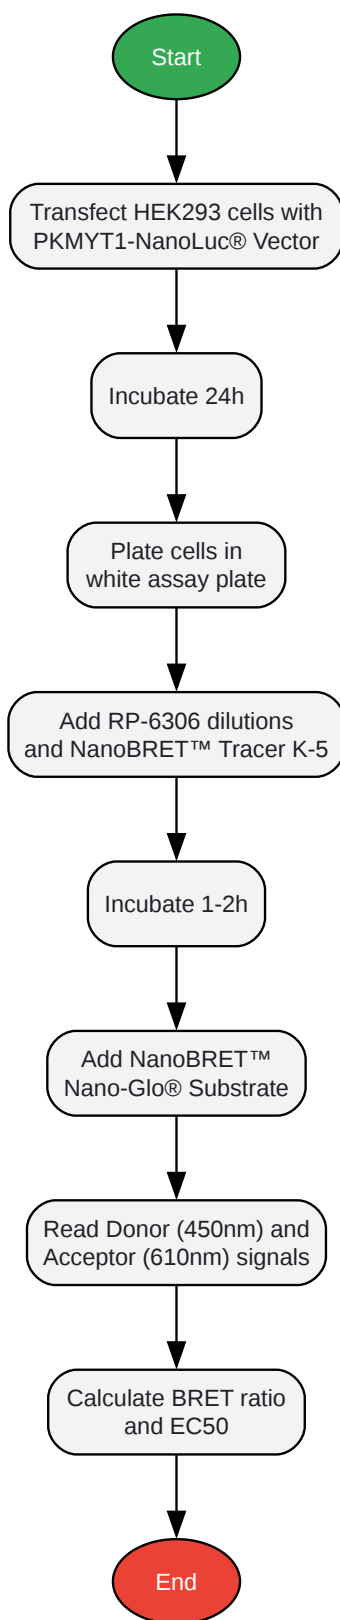 Start
Transfect HEK293 cells with
PKMYT1-NanoLuc® Vector
Incubate 24h
Plate cells in
white assay plate
Add RP-6306 dilutions
and NanoBRET™ Tracer K-5
Incubate 1-2h
Add NanoBRET™
Nano-Glo® Substrate
Read Donor (450nm) and
Acceptor (610nm) signals
Calculate BRET ratio
and EC50
End